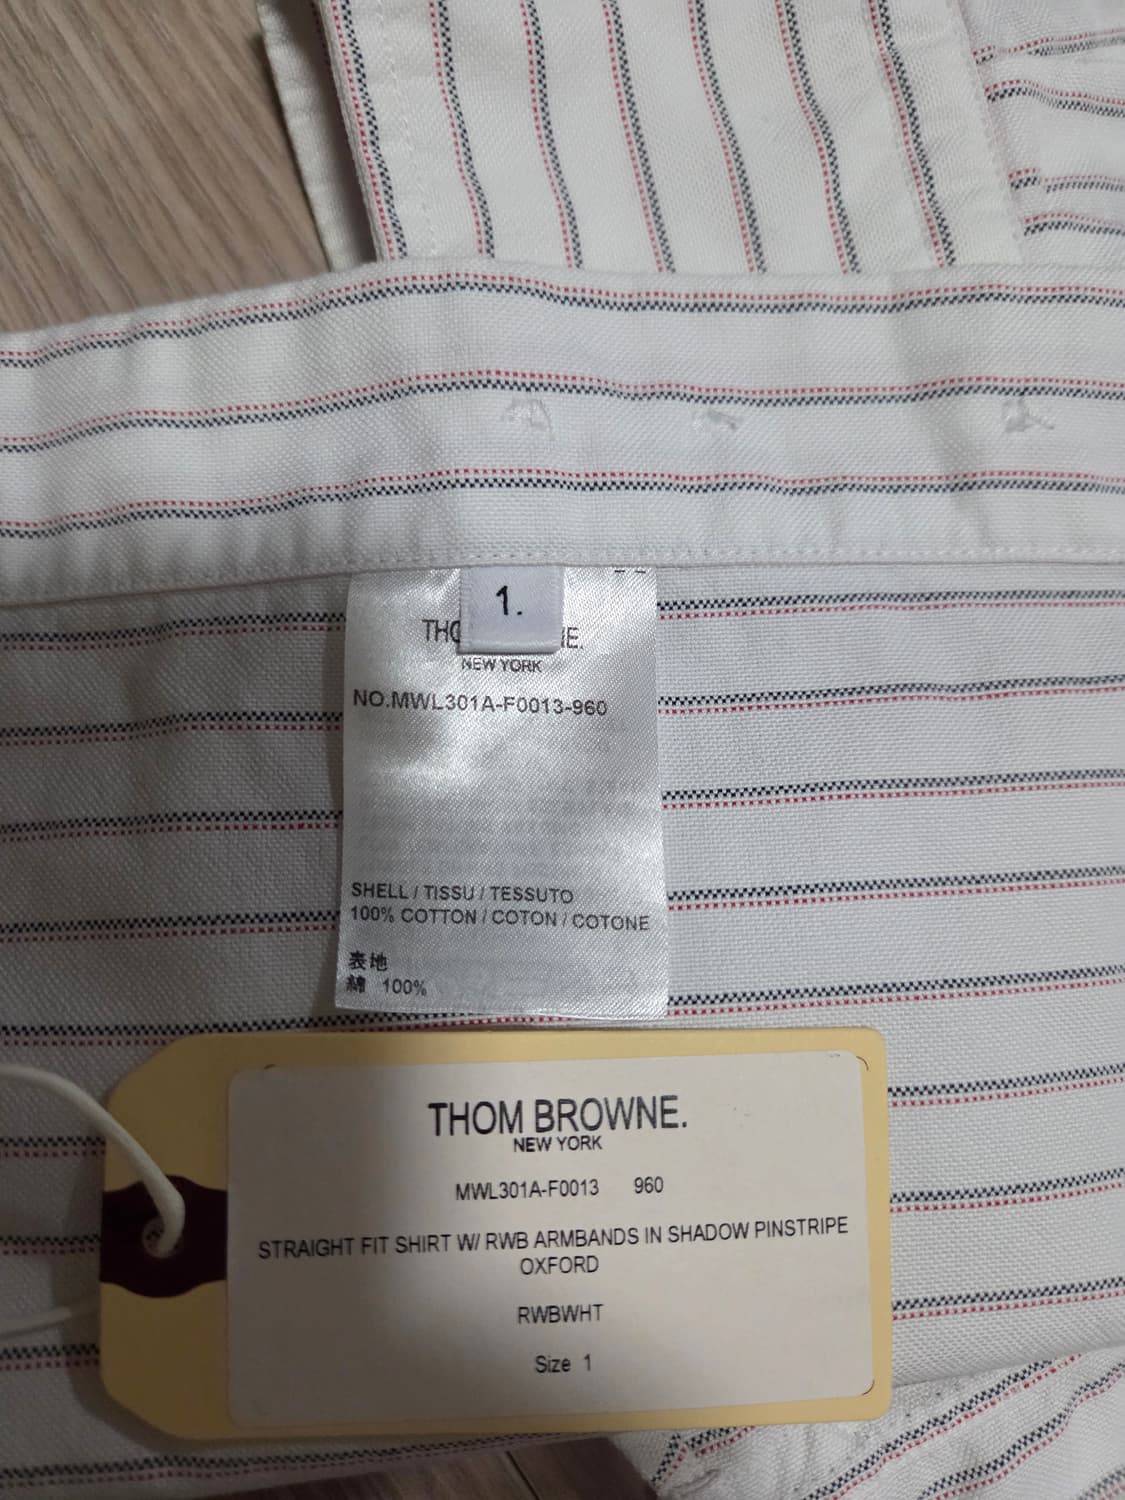 1.
NEW YORK
NO.MWL301A-F0013-960
SHELL / TISSU / TESSUTO
100% COTTON / COTON / COTONE
表地
綿 100%
THOM BROWNE.
NEW YORK
MWL301A-F0013 960
STRAIGHT FIT SHIRT W/ RWB ARMBANDS IN SHADOW PINSTRIPE
OXFORD
RWBWHT
Size 1